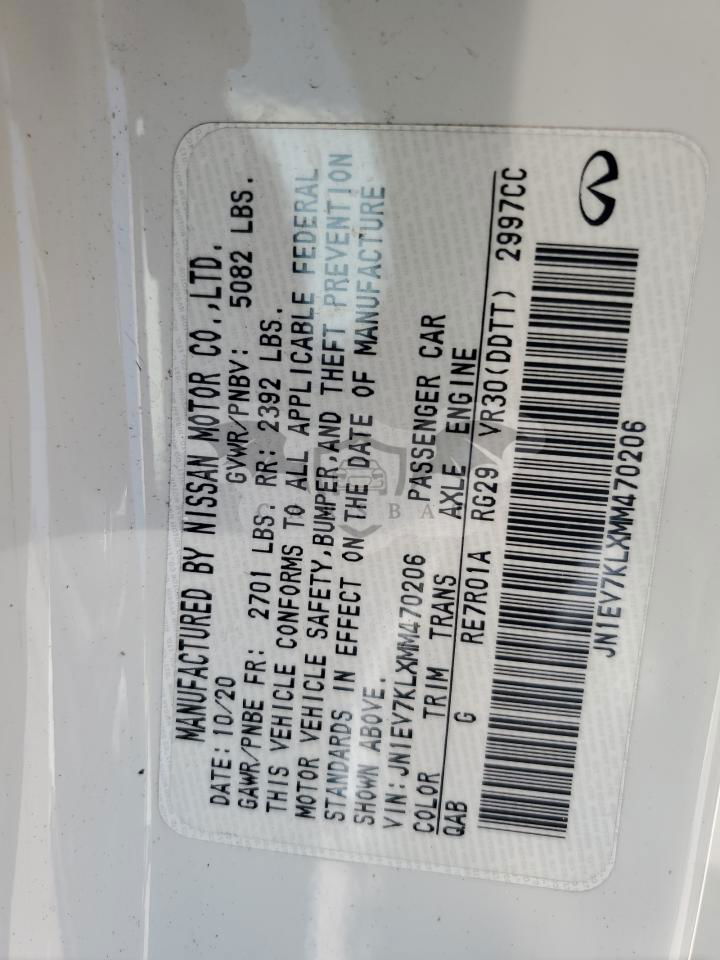 MANUFACTURED BY NISSAN MOTOR CO.,LTD.
DATE: 10/20 GVWR/PNBV: 5082 LBS.
GAWR/PNBE FR: 2701 LBS. RR: 2392 LBS.
THIS VEHICLE CONFORMS TO ALL APPLICABLE FEDERAL
MOTOR VEHICLE SAFETY, BUMPER, AND THEFT PREVENTION
STANDARDS IN EFFECT ON THE DATE OF MANUFACTURE
SHOWN ABOVE.
VIN: JN1EV7KLXMM470206 PASSENGER CAR
COLOR TRIM TRANS AXLE ENGINE
QAB G RE7R01A RG29 VR30(DDTT) 2997CC
JN1EV7KLXMM470206